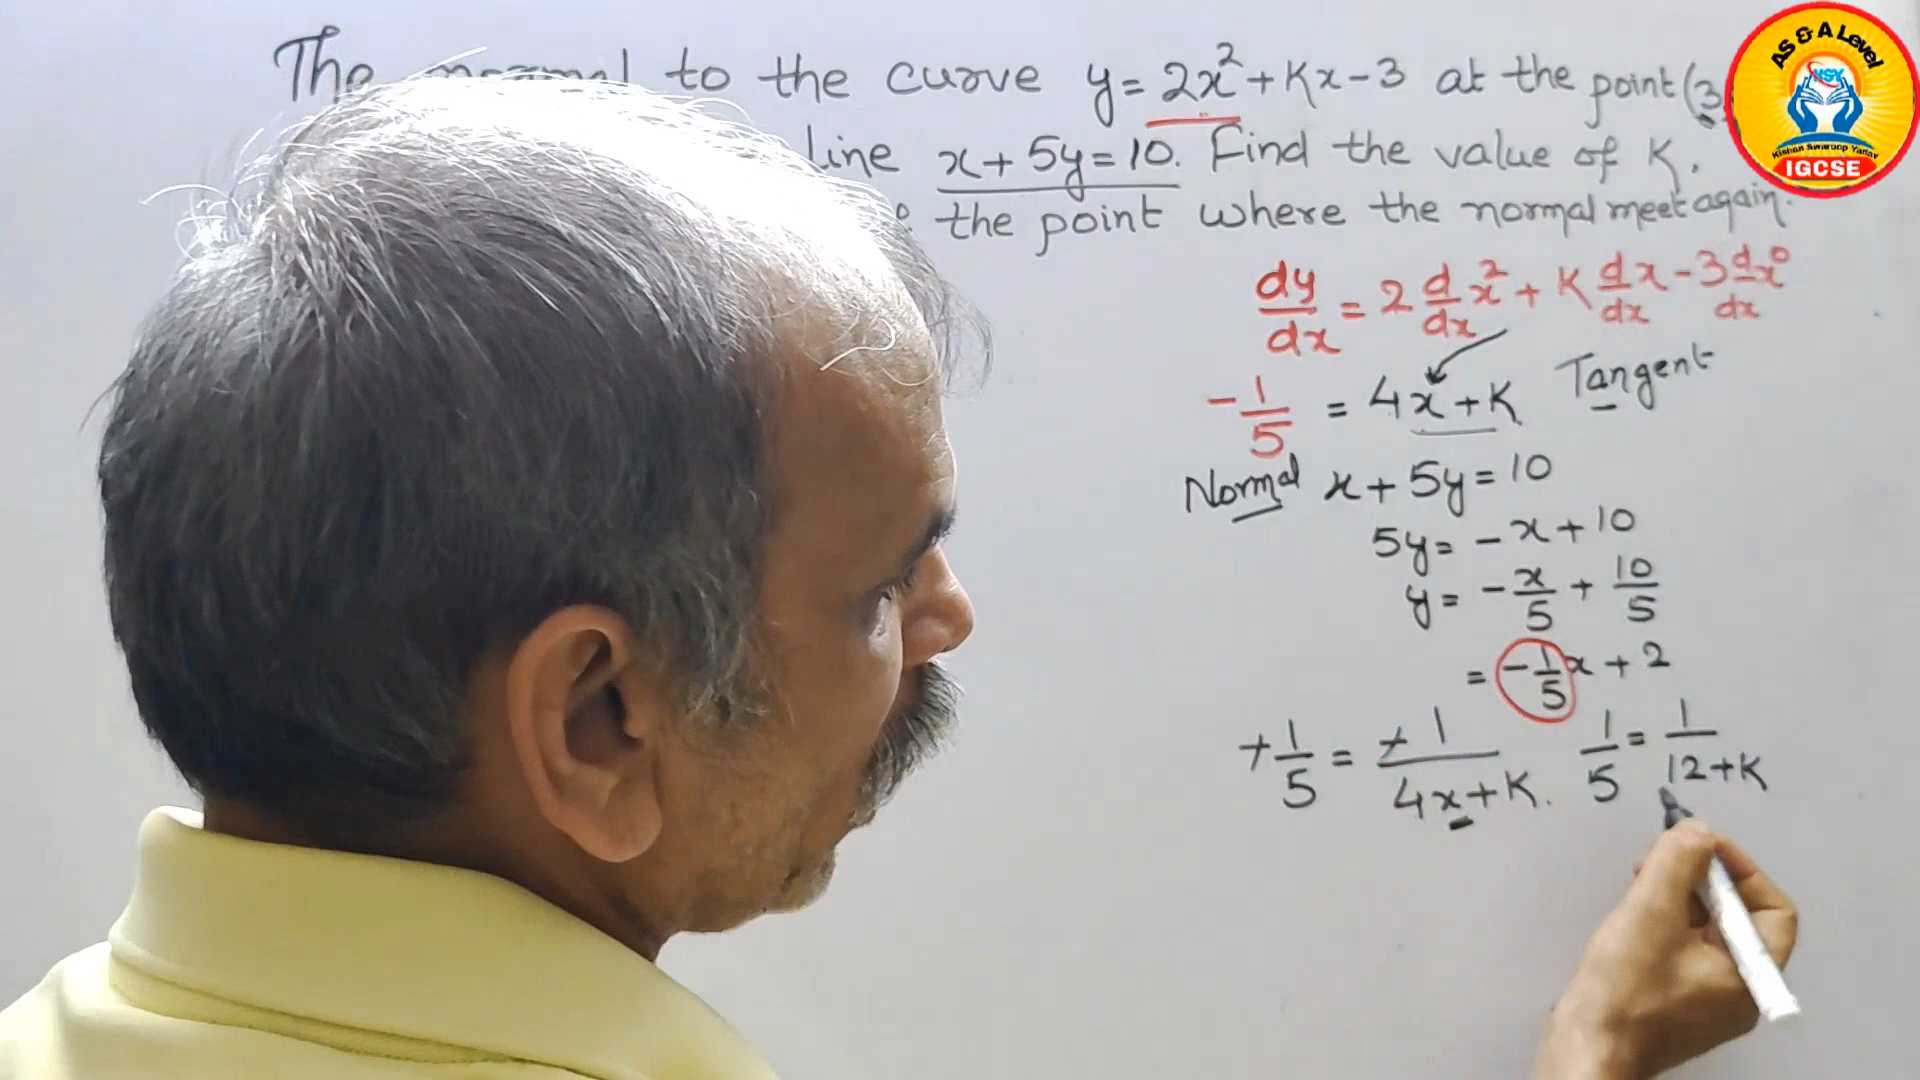 The normal to the curve y=2x²+Kx-3 at the point (3,
line x+5y=10. Find the value of K.
the point where the normal meet again.
dy/dx = 2 d/dx x² + K d/dx x - 3 d/dx x⁰
-1/5 = 4x+K Tangent
Normal x+5y=10
5y= -x+10
y= -x/5 + 10/5
= -1/5 x + 2
+1/5 = +1/4x+K. 1/5 = 1/12+K
AS & A Level
KSY
Kishan Swaroop Yadav
IGCSE